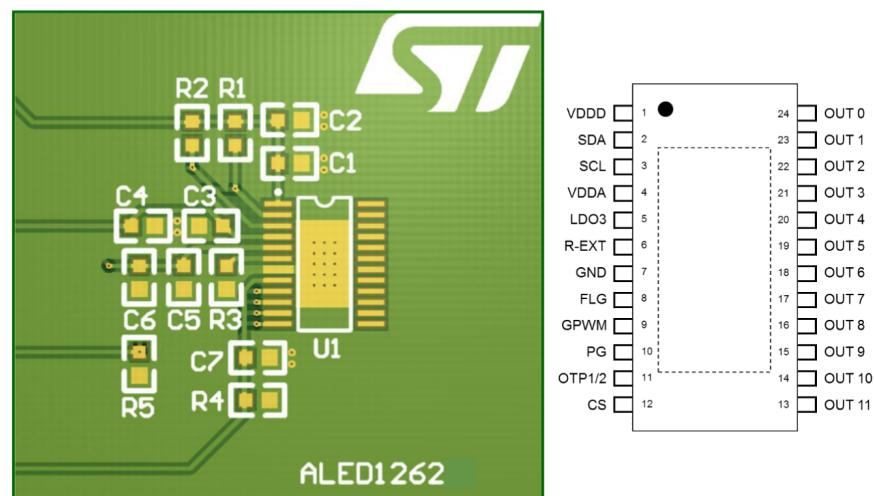 ST
R2 R1
C2
C1
C4 C3
C6 C5 R3
U1
C7
R5
R4
ALED1262
VDDD 1 24 OUT 0
SDA 2 23 OUT 1
SCL 3 22 OUT 2
VDDA 4 21 OUT 3
LDO3 5 20 OUT 4
R-EXT 6 19 OUT 5
GND 7 18 OUT 6
FLG 8 17 OUT 7
GPWM 9 16 OUT 8
PG 10 15 OUT 9
OTP1/2 11 14 OUT 10
CS 12 13 OUT 11